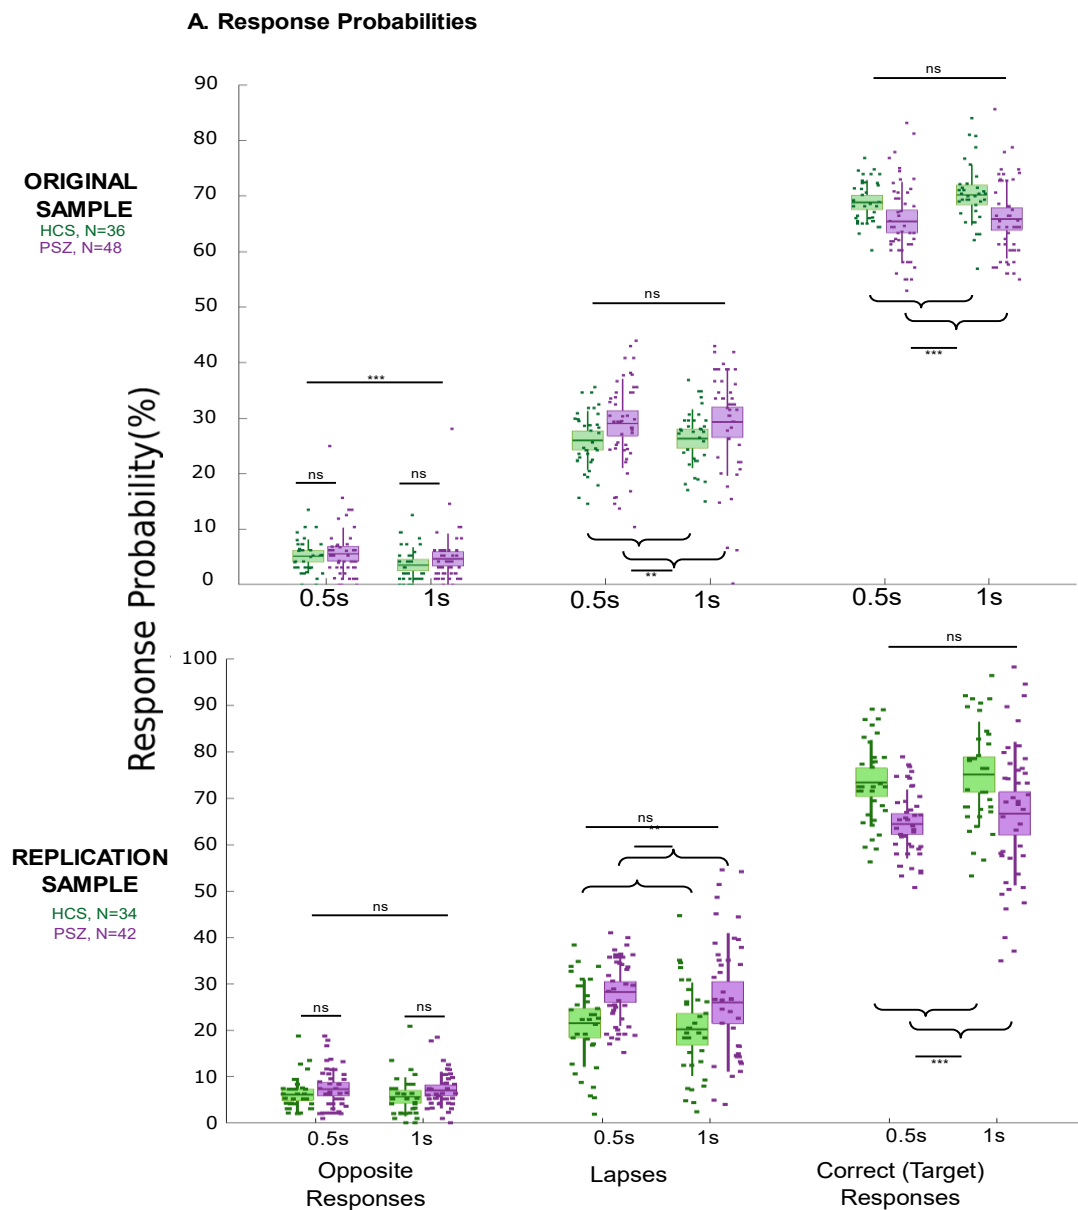 A. Response Probabilities
ORIGINAL
SAMPLE
HCS, N=36
PSZ, N=48
Response Probability(%)
90
80
70
60
50
40
30
20
10
0
ns
ns
***
ns
ns
**
***
0.5s
1s
0.5s
1s
0.5s
1s
REPLICATION
SAMPLE
HCS, N=34
PSZ, N=42
100
90
80
70
60
50
40
30
20
10
0
ns
ns
**
ns
ns
ns
***
0.5s
1s
0.5s
1s
0.5s
1s
Opposite
Responses
Lapses
Correct (Target)
Responses